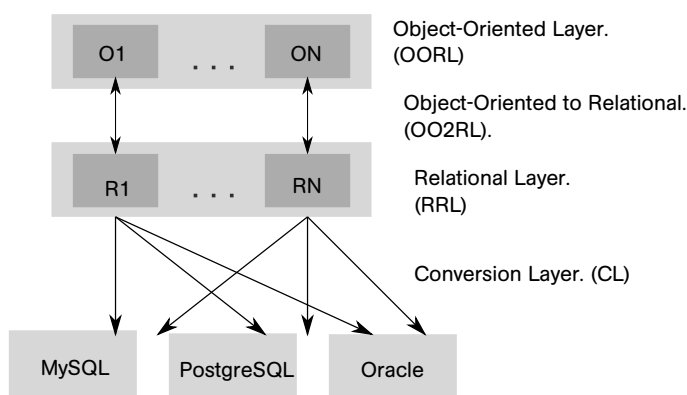 O1 . . . ON
Object-Oriented Layer.
(OORL)
Object-Oriented to Relational.
(OO2RL).
R1 . . . RN
Relational Layer.
(RRL)
Conversion Layer. (CL)
MySQL
PostgreSQL
Oracle